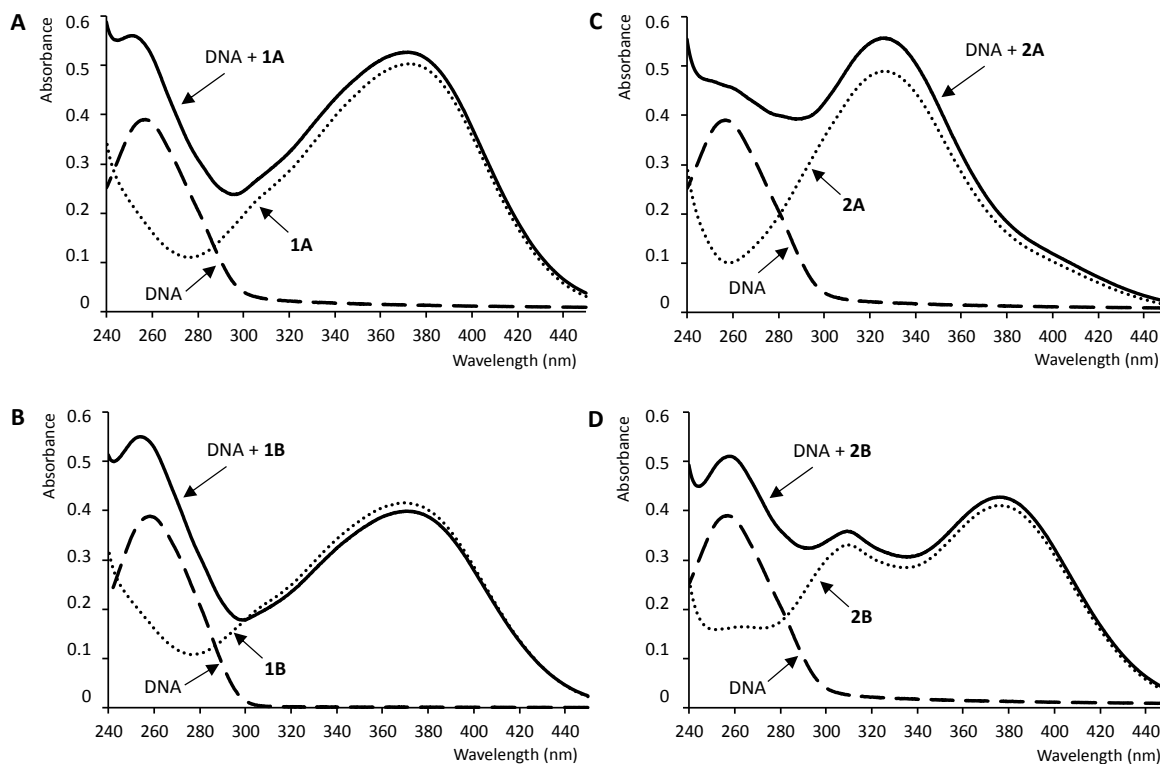 A
Absorbance
0.6
0.5
0.4
0.3
0.2
0.1
0
DNA + 1A
1A
DNA
240 260 280 300 320 340 360 380 400 420 440
Wavelength (nm)
C
Absorbance
0.6
0.5
0.4
0.3
0.2
0.1
0
DNA + 2A
2A
DNA
240 260 280 300 320 340 360 380 400 420 440
Wavelength (nm)
B
Absorbance
0.6
0.5
0.4
0.3
0.2
0.1
0
DNA + 1B
1B
DNA
240 260 280 300 320 340 360 380 400 420 440
Wavelength (nm)
D
Absorbance
0.6
0.5
0.4
0.3
0.2
0.1
0
DNA + 2B
2B
DNA
240 260 280 300 320 340 360 380 400 420 440
Wavelength (nm)